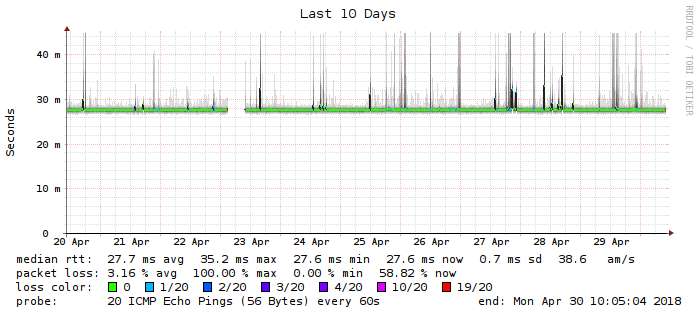 Last 10 Days
RRDTOOL / TOBI OETIKER
Seconds
40 m
30 m
20 m
10 m
0
20 Apr 21 Apr 22 Apr 23 Apr 24 Apr 25 Apr 26 Apr 27 Apr 28 Apr 29 Apr
median rtt: 27.7 ms avg 35.2 ms max 27.6 ms min 27.6 ms now 0.7 ms sd 38.6 am/s
packet loss: 3.16 % avg 100.00 % max 0.00 % min 58.82 % now
loss color: 0 1/20 2/20 3/20 4/20 10/20 19/20
probe: 20 ICMP Echo Pings (56 Bytes) every 60s end: Mon Apr 30 10:05:04 2018